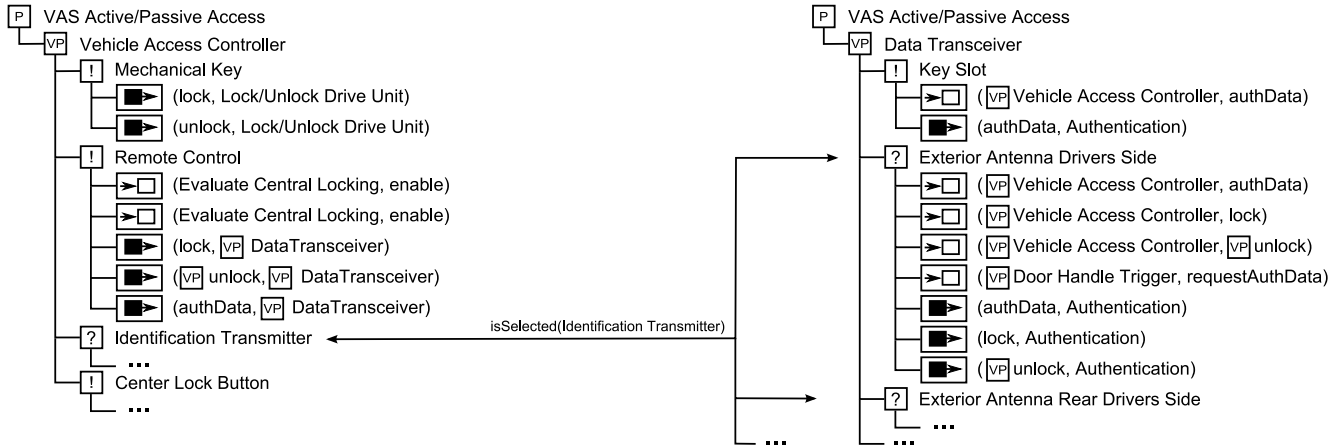 P VAS Active/Passive Access
VP Vehicle Access Controller
! Mechanical Key
(lock, Lock/Unlock Drive Unit)
(unlock, Lock/Unlock Drive Unit)
! Remote Control
(Evaluate Central Locking, enable)
(Evaluate Central Locking, enable)
(lock, VP DataTransceiver)
(VP unlock, VP DataTransceiver)
(authData, VP DataTransceiver)
? Identification Transmitter
...
! Center Lock Button
...
isSelected(Identification Transmitter)
...
P VAS Active/Passive Access
VP Data Transceiver
! Key Slot
(VP Vehicle Access Controller, authData)
(authData, Authentication)
? Exterior Antenna Drivers Side
(VP Vehicle Access Controller, authData)
(VP Vehicle Access Controller, lock)
(VP Vehicle Access Controller, VP unlock)
(VP Door Handle Trigger, requestAuthData)
(authData, Authentication)
(lock, Authentication)
(VP unlock, Authentication)
? Exterior Antenna Rear Drivers Side
...
...